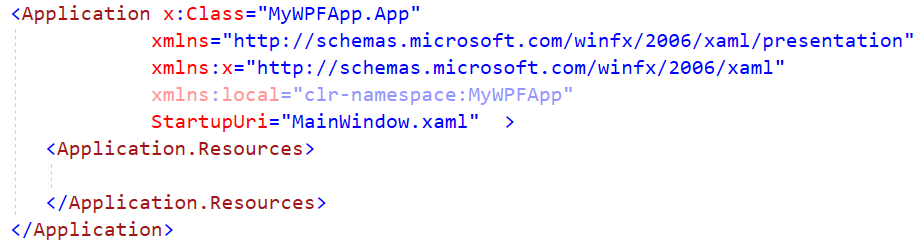 <Application x:Class="MyWPFApp.App"
xmlns="http://schemas.microsoft.com/winfx/2006/xaml/presentation"
xmlns:x="http://schemas.microsoft.com/winfx/2006/xaml"
xmlns:local="clr-namespace:MyWPFApp"
StartupUri="MainWindow.xaml"  >
<Application.Resources>
</Application.Resources>
</Application>